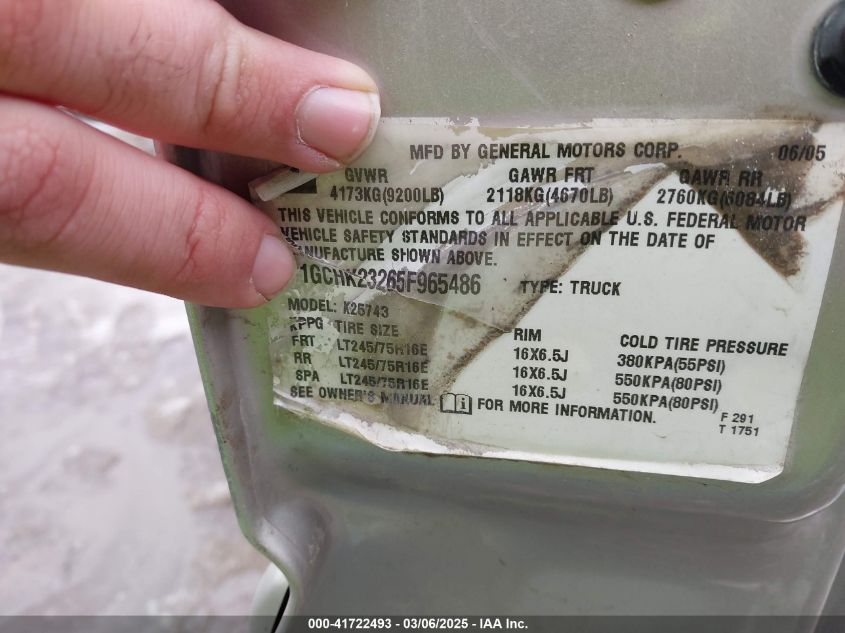 MFD BY GENERAL MOTORS CORP. 06/05
GVWR GAWR FRT GAWR RR
4173KG(9200LB) 2118KG(4670LB) 2760KG(6084LB)
THIS VEHICLE CONFORMS TO ALL APPLICABLE U.S. FEDERAL MOTOR
VEHICLE SAFETY STANDARDS IN EFFECT ON THE DATE OF
MANUFACTURE SHOWN ABOVE.
1GCHK23265F965486 TYPE: TRUCK
MODEL: K25743
KPPG TIRE SIZE RIM COLD TIRE PRESSURE
FRT LT245/75R16E 16X6.5J 380KPA(55PSI)
RR LT245/75R16E 16X6.5J 550KPA(80PSI)
SPA LT245/75R16E 16X6.5J 550KPA(80PSI)
SEE OWNER'S MANUAL FOR MORE INFORMATION.
F 291
T 1751
000-41722493 - 03/06/2025 - IAA Inc.